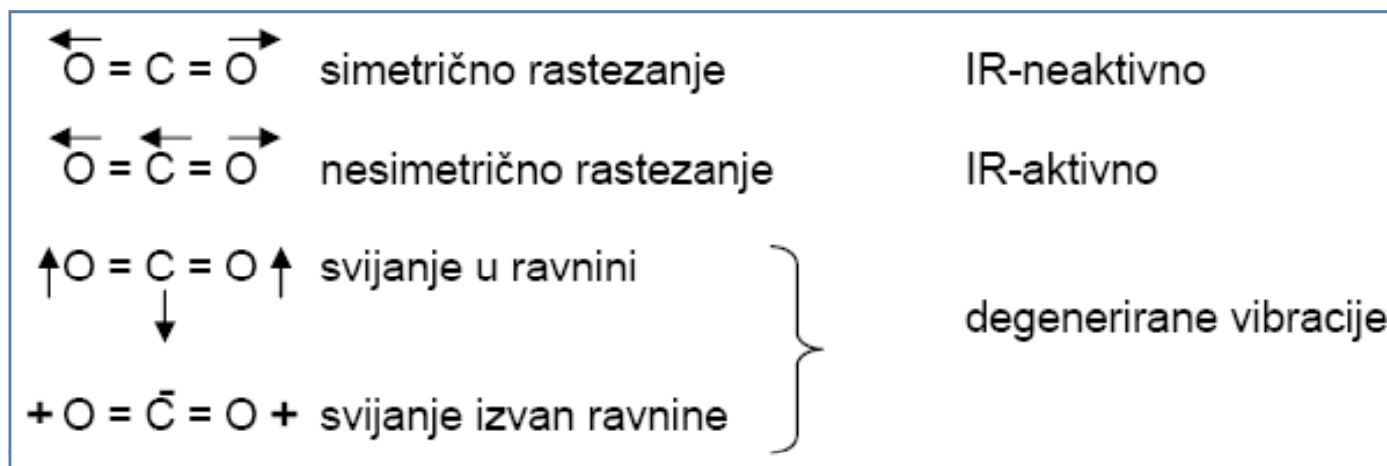 O = C = O simetrično rastezanje IR-neaktivno
O = C = O nesimetrično rastezanje IR-aktivno
O = C = O svijanje u ravnini
degenerirane vibracije
+ O = C̄ = O + svijanje izvan ravnine